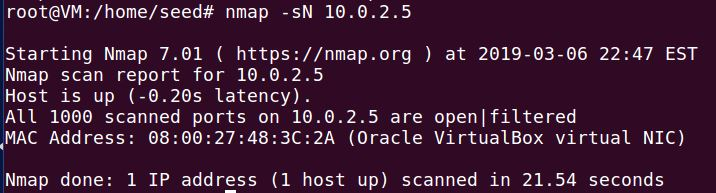 root@VM:/home/seed# nmap -sN 10.0.2.5
Starting Nmap 7.01 ( https://nmap.org ) at 2019-03-06 22:47 EST
Nmap scan report for 10.0.2.5
Host is up (-0.20s latency).
All 1000 scanned ports on 10.0.2.5 are open|filtered
MAC Address: 08:00:27:48:3C:2A (Oracle VirtualBox virtual NIC)
Nmap done: 1 IP address (1 host up) scanned in 21.54 seconds